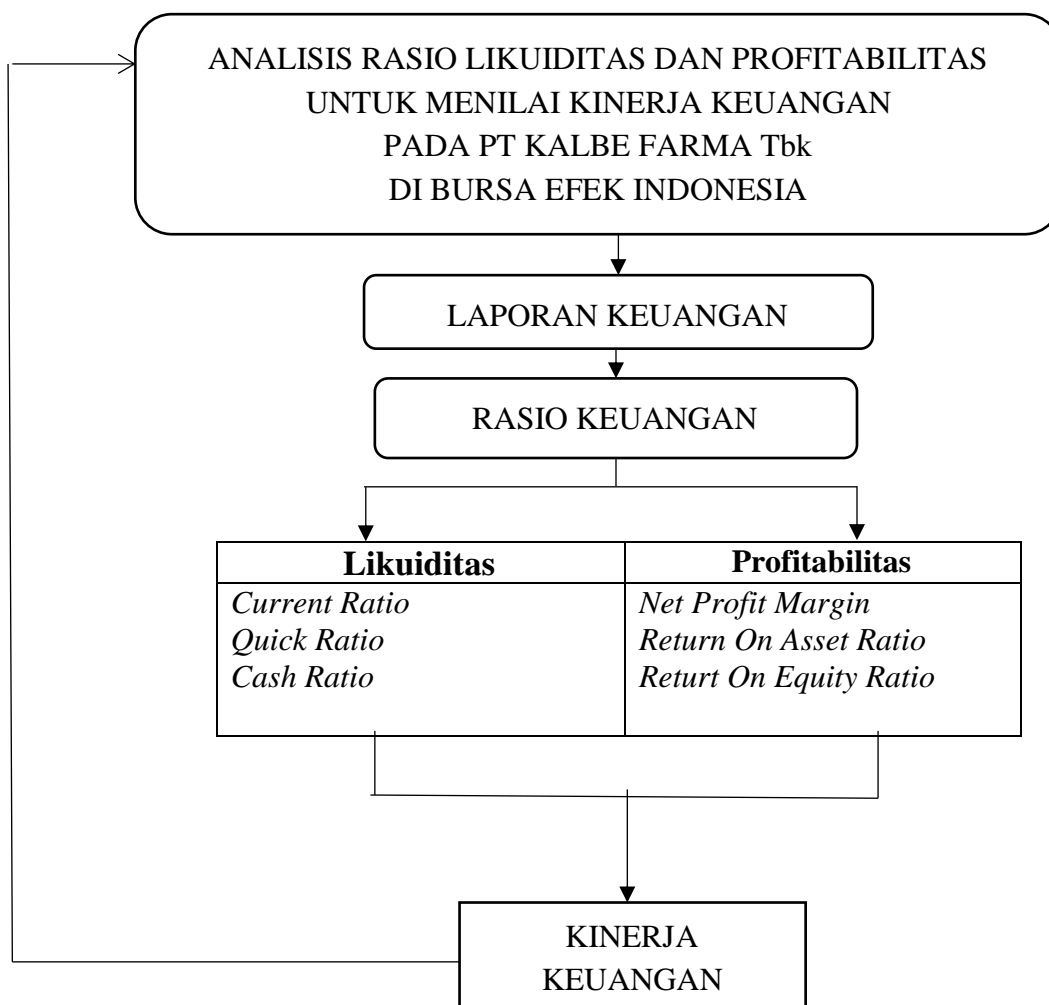 ANALISIS RASIO LIKUIDITAS DAN PROFITABILITAS
UNTUK MENILAI KINERJA KEUANGAN
PADA PT KALBE FARMA Tbk
DI BURSA EFEK INDONESIA
LAPORAN KEUANGAN
RASIO KEUANGAN
Likuiditas
Current Ratio
Quick Ratio
Cash Ratio
Profitabilitas
Net Profit Margin
Return On Asset Ratio
Returt On Equity Ratio
KINERJA
KEUANGAN